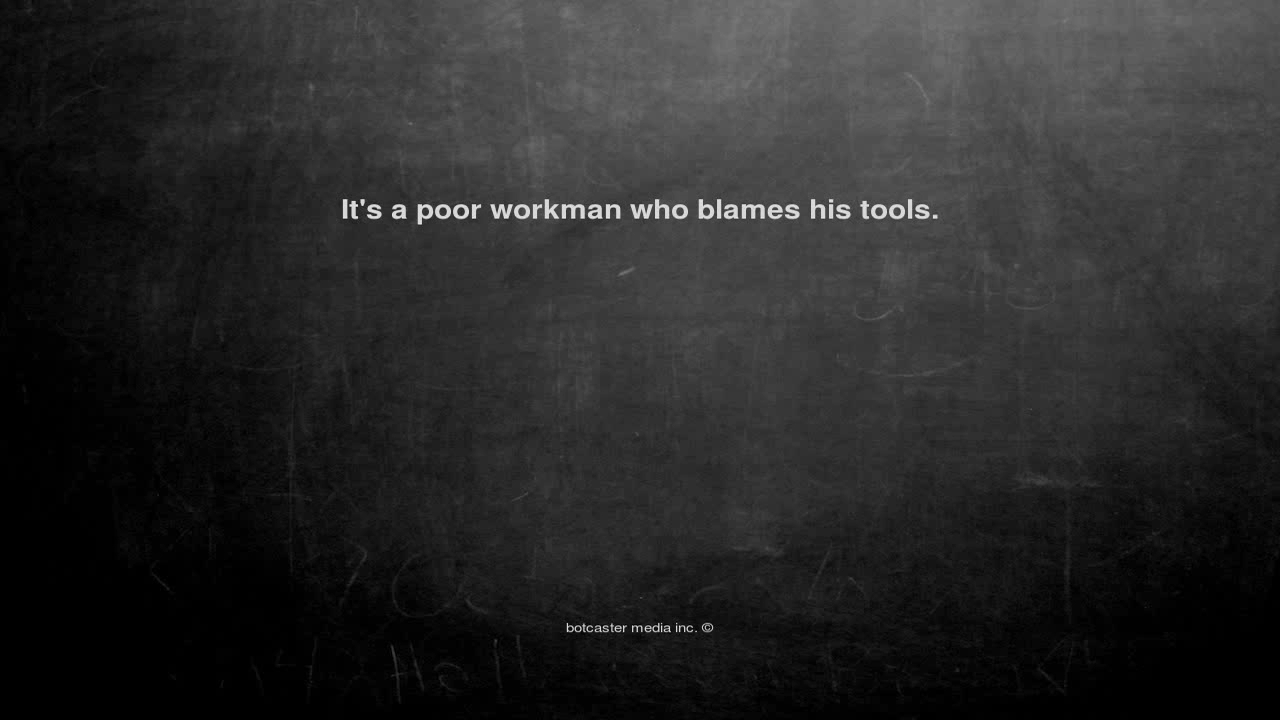 It's a poor workman who blames his tools.
botcaster media inc. ©